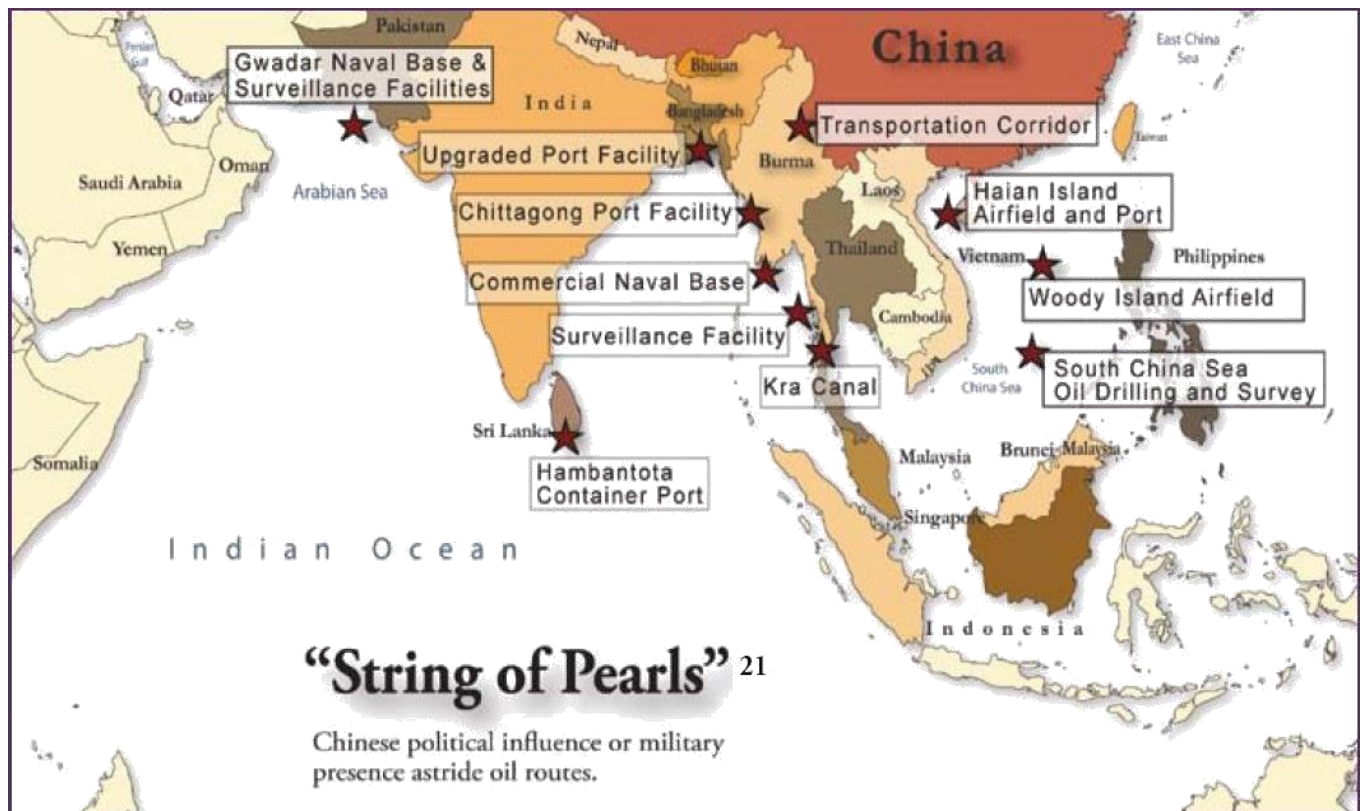 Pakistan
Nepal
Bhutan
China
East China
Sea
Persian
Gulf
Gwadar Naval Base &
Surveillance Facilities
Qatar
India
Bangladesh
Transportation Corridor
Taiwan
Upgraded Port Facility
Burma
Oman
Saudi Arabia
Arabian Sea
Laos
Haian Island
Airfield and Port
Chittagong Port Facility
Yemen
Thailand
Vietnam
Philippines
Commercial Naval Base
Woody Island Airfield
Cambodia
Surveillance Facility
South
China Sea
South China Sea
Oil Drilling and Survey
Kra Canal
Sri Lanka
Malaysia
Brunei
Malaysia
Somalia
Hambantota
Container Port
Singapore
Indian Ocean
Indonesia
“String of Pearls” 21
Chinese political influence or military
presence astride oil routes.